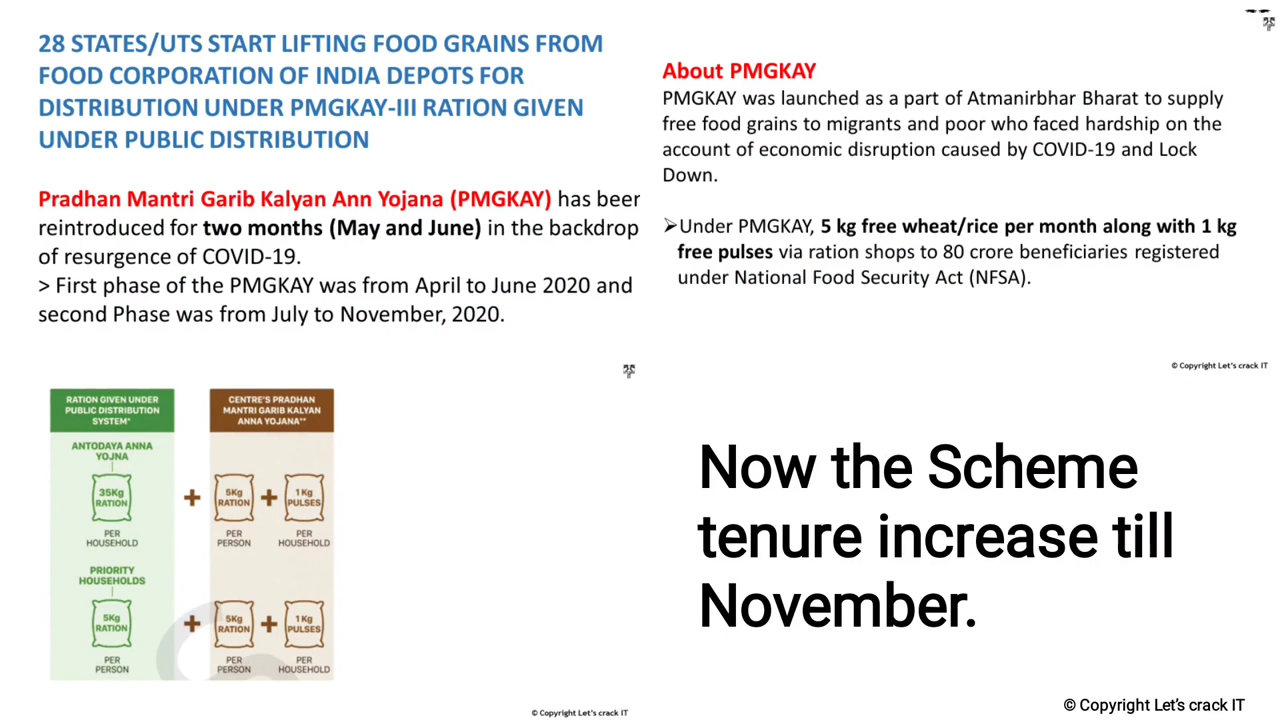 28 STATES/UTS START LIFTING FOOD GRAINS FROM
FOOD CORPORATION OF INDIA DEPOTS FOR
DISTRIBUTION UNDER PMGKAY-III RATION GIVEN
UNDER PUBLIC DISTRIBUTION
Pradhan Mantri Garib Kalyan Ann Yojana (PMGKAY) has been
reintroduced for two months (May and June) in the backdrop
of resurgence of COVID-19.
> First phase of the PMGKAY was from April to June 2020 and
second Phase was from July to November, 2020.
About PMGKAY
PMGKAY was launched as a part of Atmanirbhar Bharat to supply
free food grains to migrants and poor who faced hardship on the
account of economic disruption caused by COVID-19 and Lock
Down.
➢Under PMGKAY, 5 kg free wheat/rice per month along with 1 kg
free pulses via ration shops to 80 crore beneficiaries registered
under National Food Security Act (NFSA).
© Copyright Let's crack IT
RATION GIVEN UNDER
PUBLIC DISTRIBUTION
SYSTEM*
CENTRE'S PRADHAN
MANTRI GARIB KALYAN
ANNA YOJANA**
ANTODAYA ANNA
YOJNA
35Kg
RATION
+
5Kg
RATION
+
1 Kg
PULSES
PER
HOUSEHOLD
PER
PERSON
PER
HOUSEHOLD
PRIORITY
HOUSEHOLDS
5Kg
RATION
+
5Kg
RATION
+
1 Kg
PULSES
PER
PERSON
PER
PERSON
PER
HOUSEHOLD
© Copyright Let's crack IT
Now the Scheme
tenure increase till
November.
© Copyright Let's crack IT